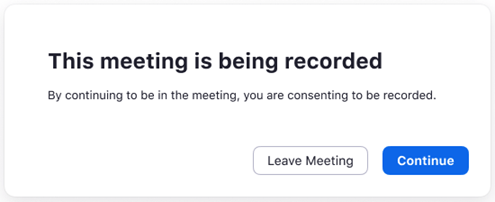 This meeting is being recorded
By continuing to be in the meeting, you are consenting to be recorded.
Leave Meeting
Continue